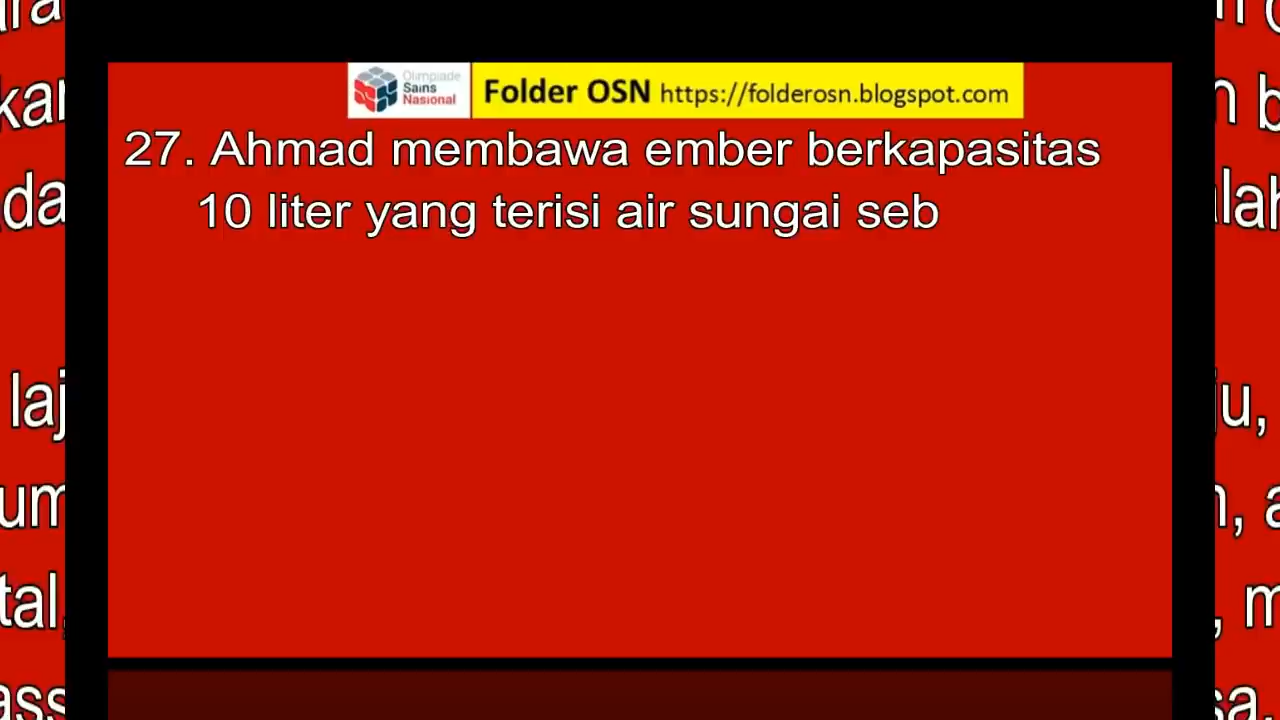 Olimpiade
Sains
Nasional
Folder OSN https://folderosn.blogspot.com
27. Ahmad membawa ember berkapasitas
10 liter yang terisi air sungai seb